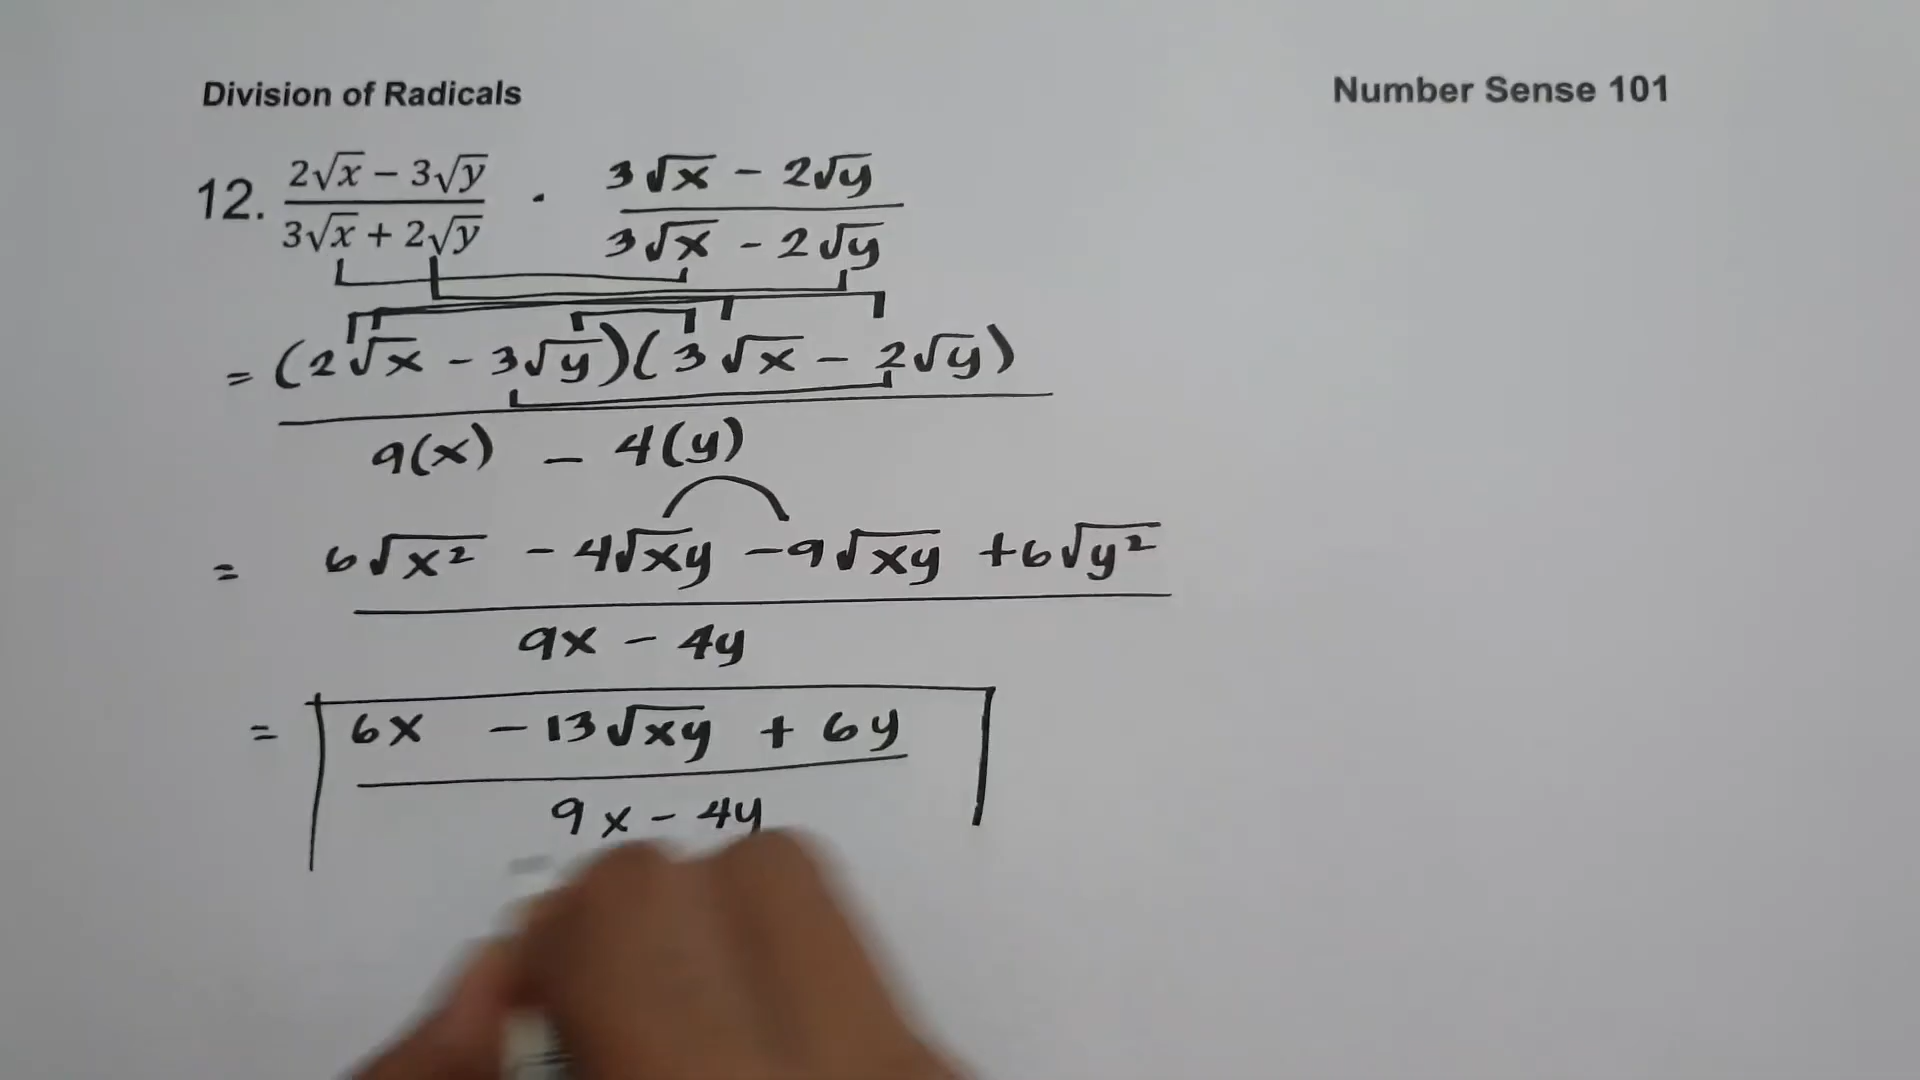 Division of Radicals
Number Sense 101
12. (2√x − 3√y)/(3√x + 2√y) · (3√x − 2√y)/(3√x − 2√y)
= (2√x − 3√y)(3√x − 2√y)
9(x) − 4(y)
= 6√x² − 4√xy − 9√xy + 6√y²
9x − 4y
= 6x − 13√xy + 6y
9x − 4y